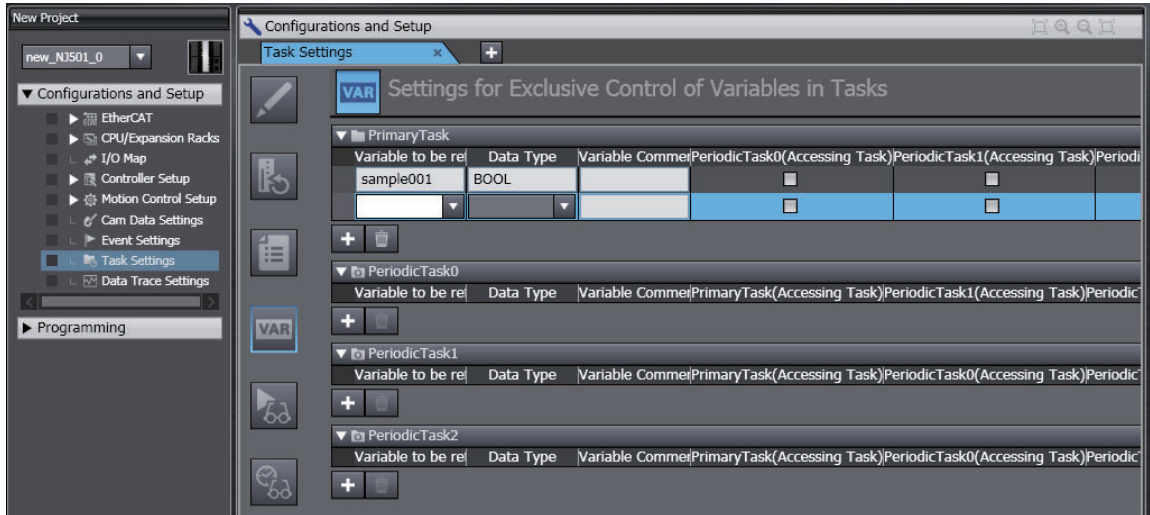 New Project
new_NJ501_0
Configurations and Setup
EtherCAT
CPU/Expansion Racks
I/O Map
Controller Setup
Motion Control Setup
Cam Data Settings
Event Settings
Task Settings
Data Trace Settings
Programming
Configurations and Setup
Task Settings
VAR Settings for Exclusive Control of Variables in Tasks
PrimaryTask
Variable to be re Data Type Variable Commer PeriodicTask0(Accessing Task) PeriodicTask1(Accessing Task) Periodi
sample001 BOOL
PeriodicTask0
Variable to be re Data Type Variable Commer PrimaryTask(Accessing Task) PeriodicTask1(Accessing Task) Periodic
VAR
PeriodicTask1
Variable to be re Data Type Variable Commer PrimaryTask(Accessing Task) PeriodicTask0(Accessing Task) Periodic
PeriodicTask2
Variable to be re Data Type Variable Commer PrimaryTask(Accessing Task) PeriodicTask0(Accessing Task) Periodic